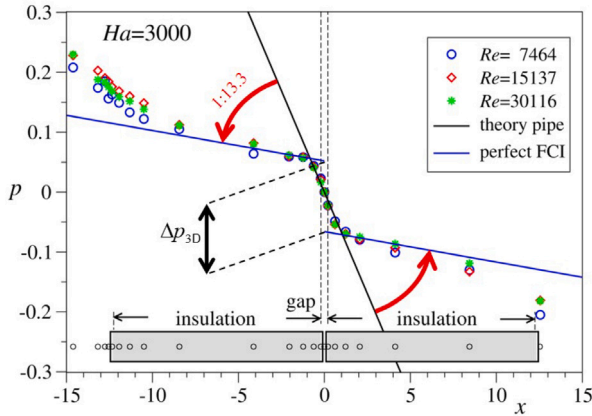 0.3
0.2
0.1
0
-0.1
-0.2
-0.3
p
Ha=3000
1:13.3
Re= 7464
Re=15137
Re=30116
theory pipe
perfect FCI
Δp3D
gap
insulation
insulation
-15
-10
-5
0
5
10
15
x